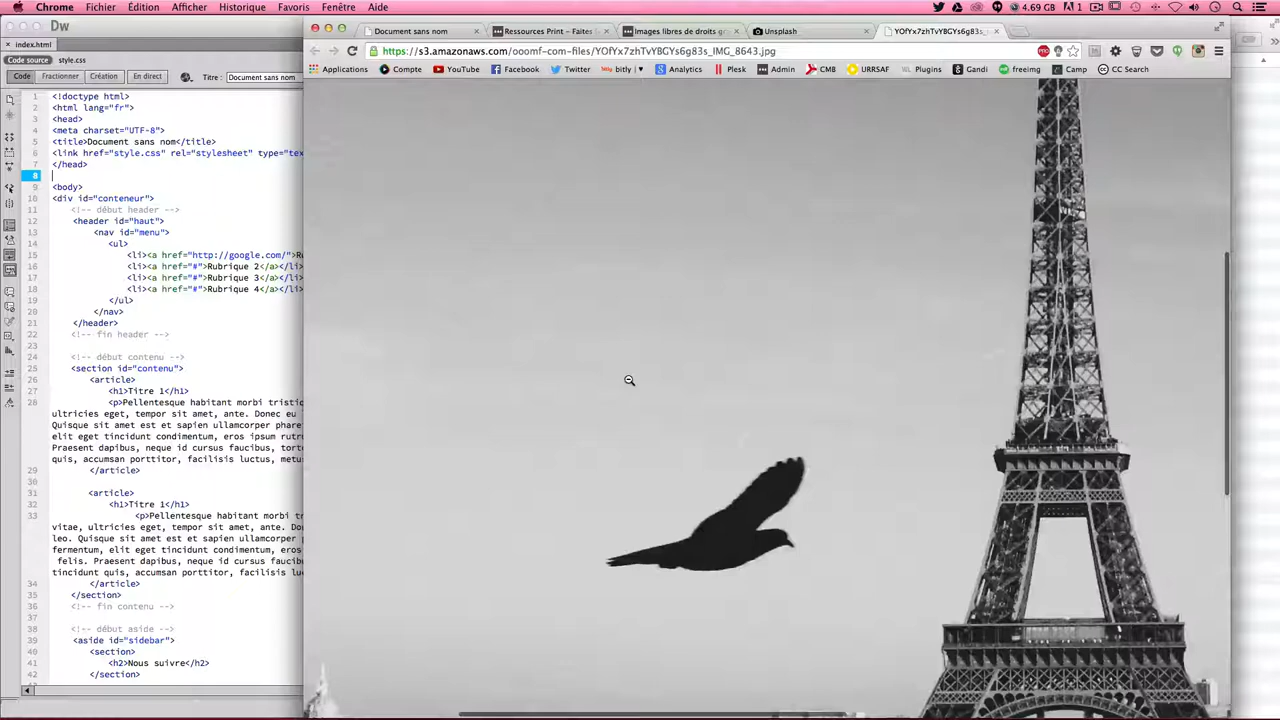 Chrome Fichier Édition Afficher Historique Favoris Fenêtre Aide 4.69 GB 1
Dw
index.html
Code source style.css
Code Fractionner Création En direct Titre : Document sans nom
1 <!doctype html>
2 <html lang="fr">
3 <head>
4 <meta charset="UTF-8">
5 <title>Document sans nom</title>
6 <link href="style.css" rel="stylesheet" type="tex
7 </head>
8
9 <body>
10 <div id="conteneur">
11 <!-- début header -->
12 <header id="haut">
13 <nav id="menu">
14 <ul>
15 <li><a href="http://google.com/">Ru
16 <li><a href="#">Rubrique 2</a></li>
17 <li><a href="#">Rubrique 3</a></li>
18 <li><a href="#">Rubrique 4</a></li>
19 </ul>
20 </nav>
21 </header>
22 <!-- fin header -->
23
24 <!-- début contenu -->
25 <section id="contenu">
26 <article>
27 <h1>Titre 1</h1>
28 <p>Pellentesque habitant morbi tristic
ultricies eget, tempor sit amet, ante. Donec eu
Quisque sit amet est et sapien ullamcorper phare
elit eget tincidunt condimentum, eros ipsum rutru
Praesent dapibus, neque id cursus faucibus, torto
quis, accumsan porttitor, facilisis luctus, metus
29 </article>
30
31 <article>
32 <h1>Titre 1</h1>
33 <p>Pellentesque habitant morbi
vitae, ultricies eget, tempor sit amet, ante. Don
leo. Quisque sit amet est et sapien ullamcorper
fermentum, elit eget tincidunt condimentum, eros
felis. Praesent dapibus, neque id cursus faucibus
tincidunt quis, accumsan porttitor, facilisis luc
34 </article>
35 </section>
36 <!-- fin contenu -->
37
38 <!-- début aside -->
39 <aside id="sidebar">
40 <section>
41 <h2>Nous suivre</h2>
42 </section>
Document sans nom
Ressources Print – Faites
Images libres de droits gr
Unsplash
YOfYx7zhTvYBGYs6g83s_IMG
https://s3.amazonaws.com/ooomf-com-files/YOfYx7zhTvYBGYs6g83s_IMG_8643.jpg PRO
Applications Compte YouTube Facebook Twitter bitly Analytics Plesk Admin CMB URRSAF Plugins Gandi freeimg Camp CC Search